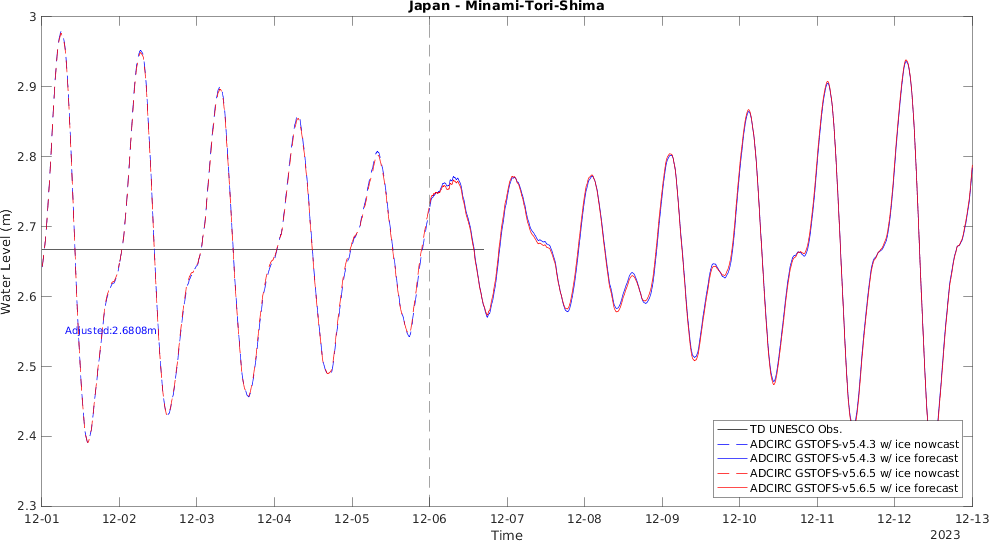 Japan - Minami-Tori-Shima
3
2.9
2.8
2.7
2.6
2.5
2.4
2.3
Water Level (m)
Adjusted:2.6808m
TD UNESCO Obs.
ADCIRC GSTOFS-v5.4.3 w/ ice nowcast
ADCIRC GSTOFS-v5.4.3 w/ ice forecast
ADCIRC GSTOFS-v5.6.5 w/ ice nowcast
ADCIRC GSTOFS-v5.6.5 w/ ice forecast
12-01 12-02 12-03 12-04 12-05 12-06 12-07 12-08 12-09 12-10 12-11 12-12 12-13
Time
2023